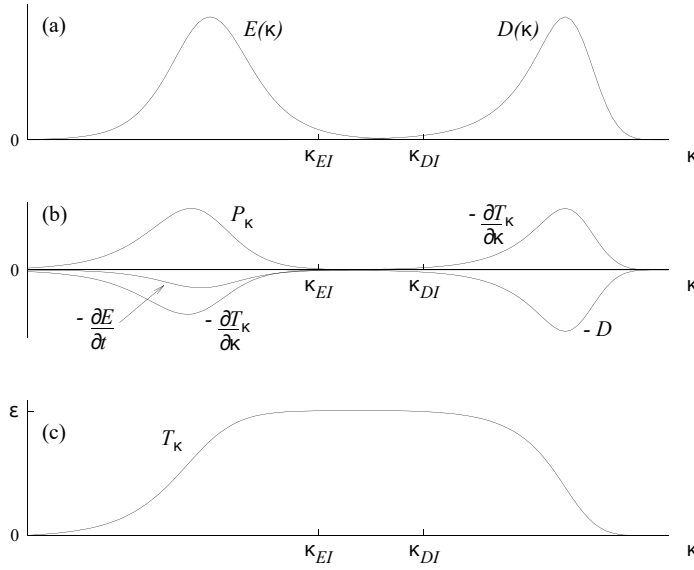 (a)
E(κ)
D(κ)
0
κ_EI
κ_DI
κ
(b)
P_κ
- ∂T_κ/∂κ
0
κ_EI
κ_DI
κ
- ∂E/∂t
- ∂T_κ/∂κ
- D
ε
(c)
T_κ
0
κ_EI
κ_DI
κ